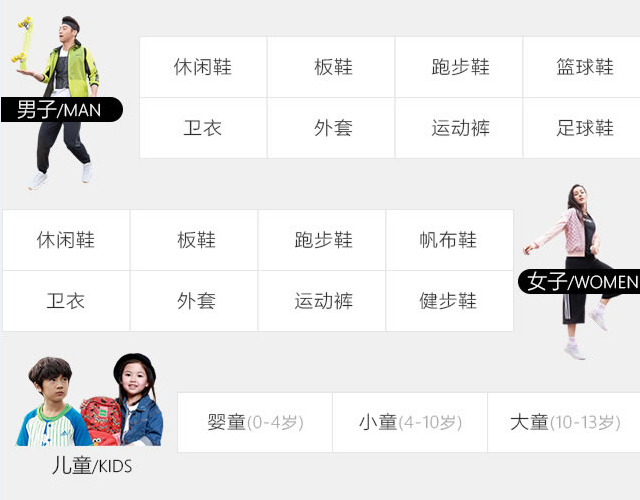 休闲鞋 板鞋 跑步鞋 篮球鞋
男子/MAN
卫衣 外套 运动裤 足球鞋
休闲鞋 板鞋 跑步鞋 帆布鞋
女子/WOMEN
卫衣 外套 运动裤 健步鞋
婴童(0-4岁) 小童(4-10岁) 大童(10-13岁)
儿童/KIDS